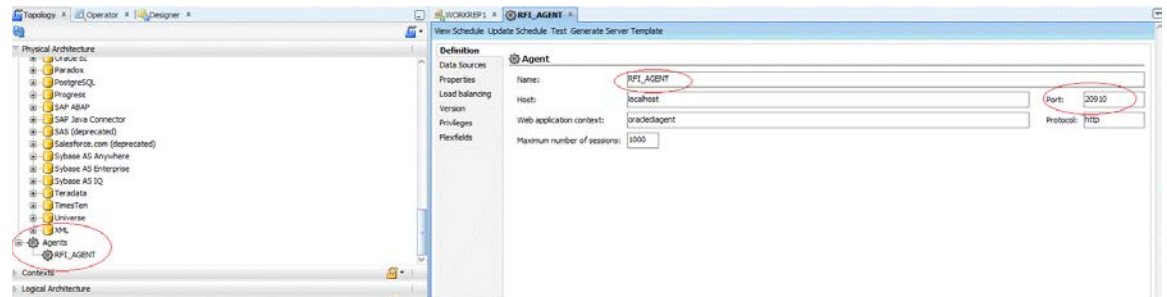 Topology
Operator
Designer
WORKREP1
RFI_AGENT
View Schedule Update Schedule Test Generate Server Template
Physical Architecture
Oracle BI
Paradox
PostgreSQL
Progress
SAP ABAP
SAP Java Connector
SAS (deprecated)
Salesforce.com (deprecated)
Sybase AS Anywhere
Sybase AS Enterprise
Sybase AS IQ
Teradata
TimesTen
Universe
XML
Agents
RFI_AGENT
Contexts
Logical Architecture
Definition
Data Sources
Properties
Load balancing
Version
Privileges
Flexfields
Agent
Name: RFI_AGENT
Host: localhost Port: 20910
Web application context: oraclediagent Protocol: http
Maximum number of sessions: 1000